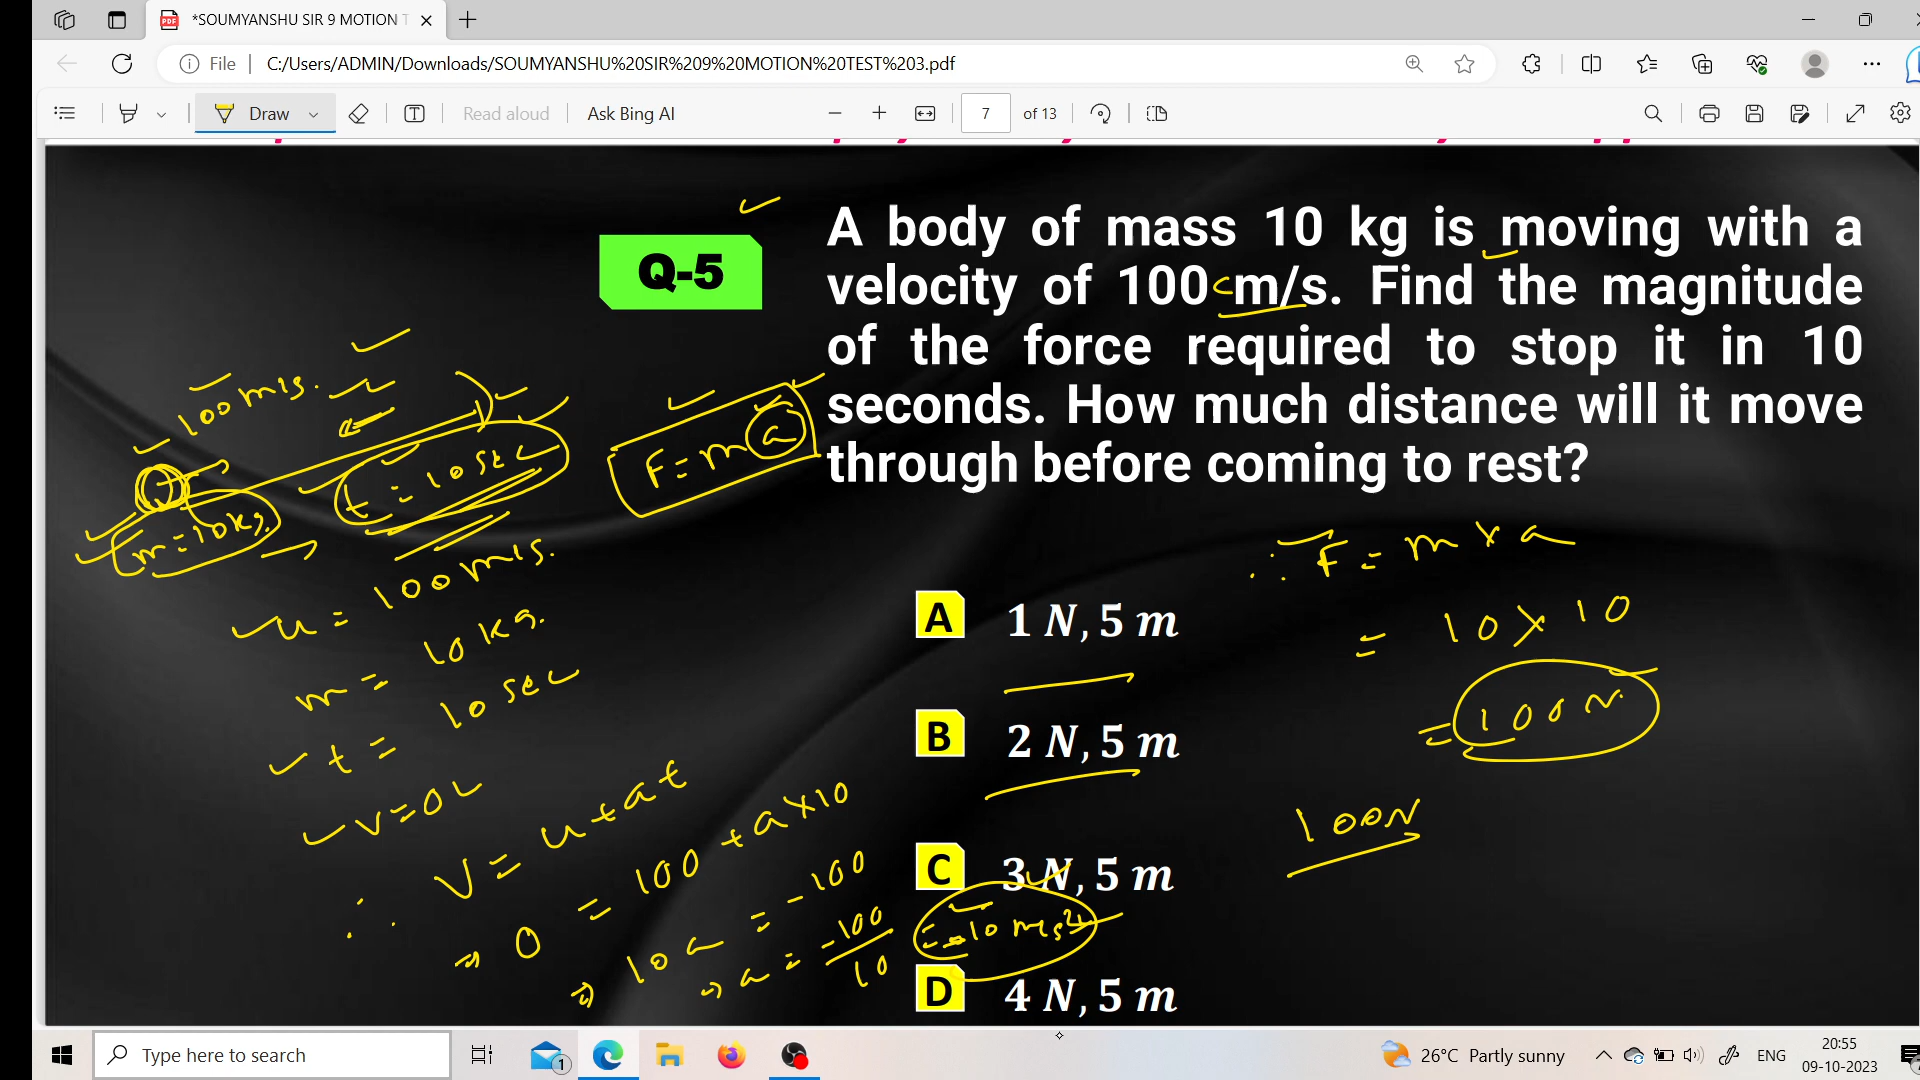 *SOUMYANSHU SIR 9 MOTION T
File
C:/Users/ADMIN/Downloads/SOUMYANSHU%20SIR%209%20MOTION%20TEST%203.pdf
Draw
Read aloud
Ask Bing AI
7 of 13
Q-5
A body of mass 10 kg is moving with a
velocity of 100 c m/s. Find the magnitude
of the force required to stop it in 10
seconds. How much distance will it move
through before coming to rest?
100 m/s.
m = 10 kg.
t = 10 sec
F = m a
u = 100 m/s.
m = 10 kg.
t = 10 sec
v = 0
∴ V = u + at
⇒ 0 = 100 + a × 10
⇒ 10 a = -100
⇒ a = -100/10 = -10 m/s²
∴ F = m × a
= 10 × 10
= 100 N.
100N
A 1 N, 5 m
B 2 N, 5 m
C 3 N, 5 m
D 4 N, 5 m
Type here to search
1
26°C Partly sunny
ENG
20:55
09-10-2023